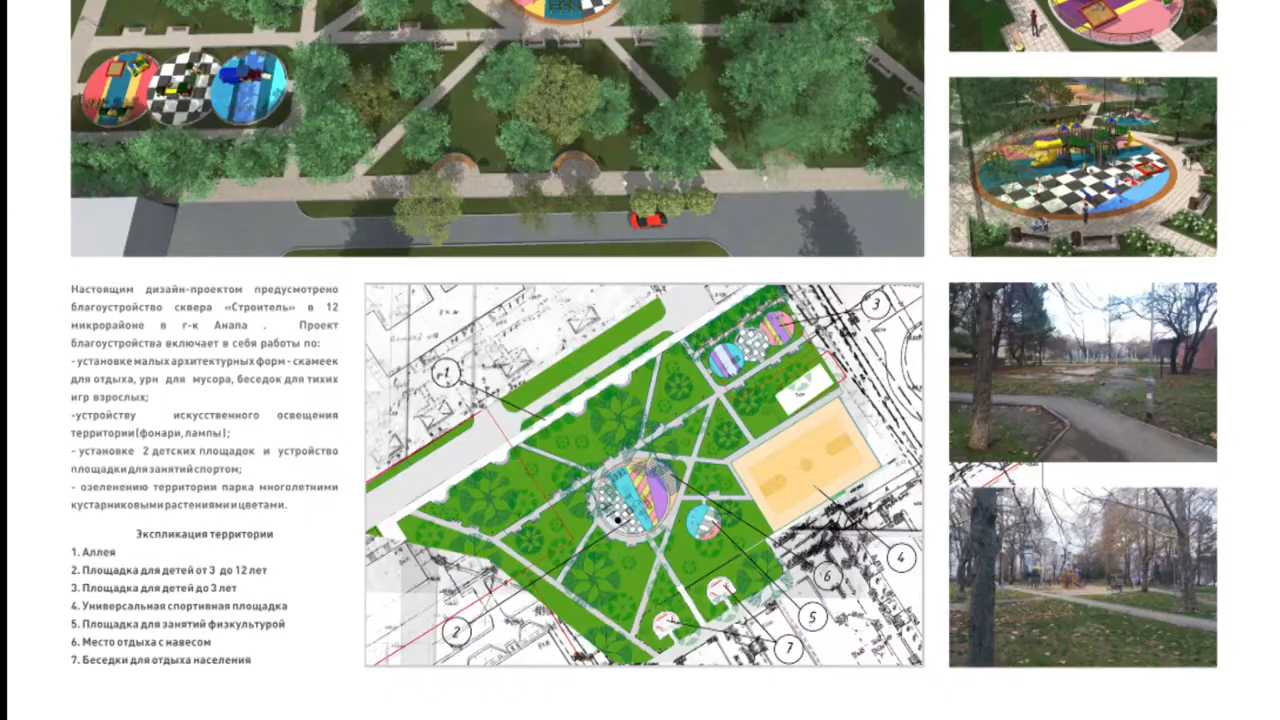 Настоящим дизайн-проектом предусмотрено
благоустройство сквера «Строитель» в 12
микрорайоне в г-к Анапа . Проект
благоустройства включает в себя работы по:
- установке малых архитектурных форм - скамеек
для отдыха, урн для мусора, беседок для тихих
игр взрослых;
-устройству искусственного освещения
территории(фонари, лампы);
- установке 2 детских площадок и устройство
площадки для занятий спортом;
- озеленению территории парка многолетними
кустарниковыми растениями и цветами.
Экспликация территории
1. Аллея
2. Площадка для детей от 3 до 12 лет
3. Площадка для детей до 3 лет
4. Универсальная спортивная площадка
5. Площадка для занятий физкультурой
6. Место отдыха с навесом
7. Беседки для отдыха населения
3
1
4
6
5
2
7